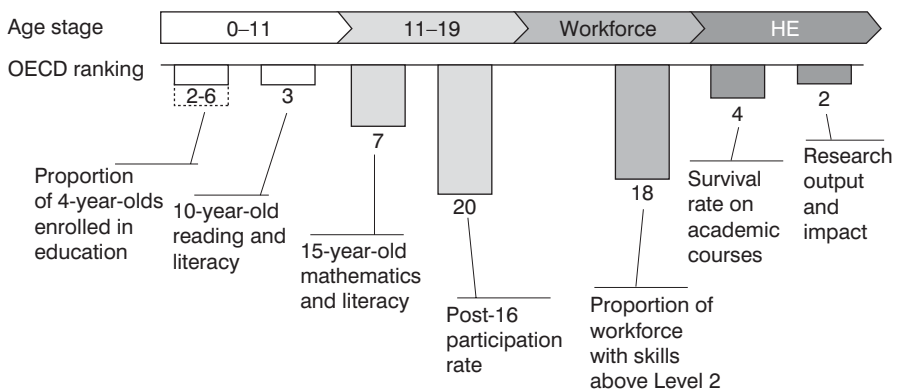 Age stage
0–11
11–19
Workforce
HE
OECD ranking
2-6
3
7
20
18
4
2
Proportion
of 4-year-olds
enrolled in
education
10-year-old
reading and
literacy
15-year-old
mathematics
and literacy
Post-16
participation
rate
Proportion of
workforce
with skills
above Level 2
Survival
rate on
academic
courses
Research
output
and
impact